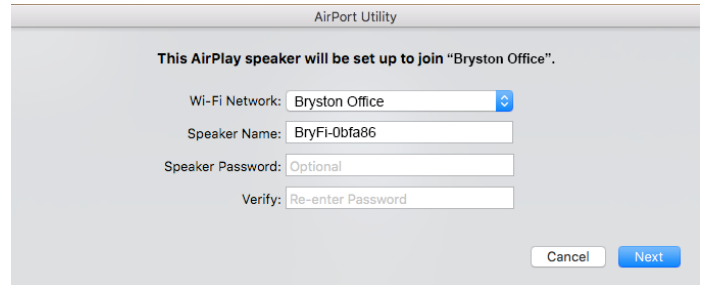 AirPort Utility
This AirPlay speaker will be set up to join “Bryston Office”.
Wi-Fi Network: Bryston Office
Speaker Name: BryFi-0bfa86
Speaker Password: Optional
Verify: Re-enter Password
Cancel Next